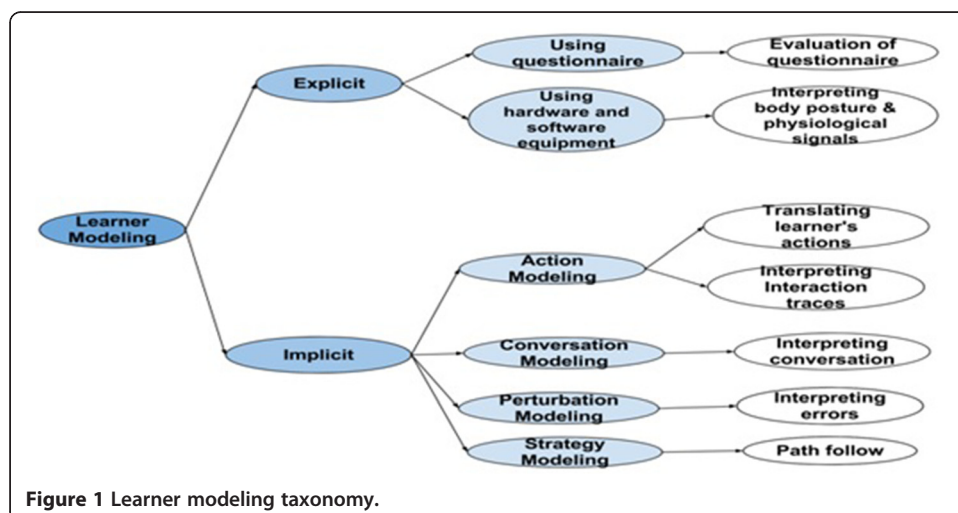 Using
questionnaire
Evaluation of
questionnaire
Explicit
Using
hardware and
software
equipment
Interpreting
body posture &
physiological
signals
Learner
Modeling
Translating
learner's
actions
Action
Modeling
Interpreting
Interaction
traces
Implicit
Conversation
Modeling
Interpreting
conversation
Perturbation
Modeling
Interpreting
errors
Strategy
Modeling
Path follow
Figure 1 Learner modeling taxonomy.